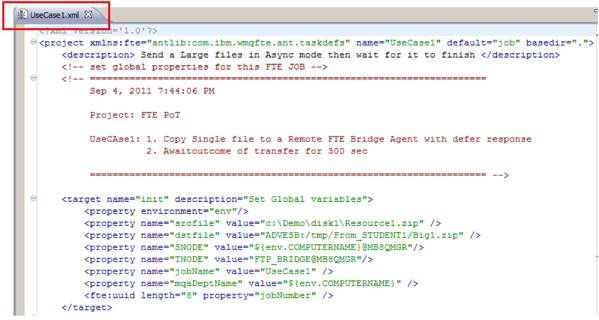 UseCase1.xml
<?xml version='1.0'?>
<project xmlns:fte="antlib:com.ibm.wmqfte.ant.taskdefs" name="UseCase1" default="job" basedir=".">
<description> Send a Large files in Async mode then wait for it to finish </description>
<!-- set global properties for this FTE JOB -->
<!-- ===================================================================
Sep 4, 2011 7:44:06 PM
Project: FTE PoT
UseCAse1: 1. Copy Single file to a Remote FTE Bridge Agent with defer response
2. Awaitoutcome of transfer for 300 sec
=================================================================== -->
<target name="init" description="Set Global variables">
<property environment="env"/>
<property name="srcfile" value="c:\Demo\disk1\Resource1.zip" />
<property name="dstfile" value="ADVESB:/tmp/From_STUDENT1/Big1.zip" />
<property name="SNODE" value="${env.COMPUTERNAME}@MB8QMGR"/>
<property name="TNODE" value="FTP_BRIDGE@MB8QMGR"/>
<property name="jobName" value="UseCase1" />
<property name="mqaDeptName" value="${env.COMPUTERNAME}" />
<fte:uuid length="8" property="jobNumber" />
</target>